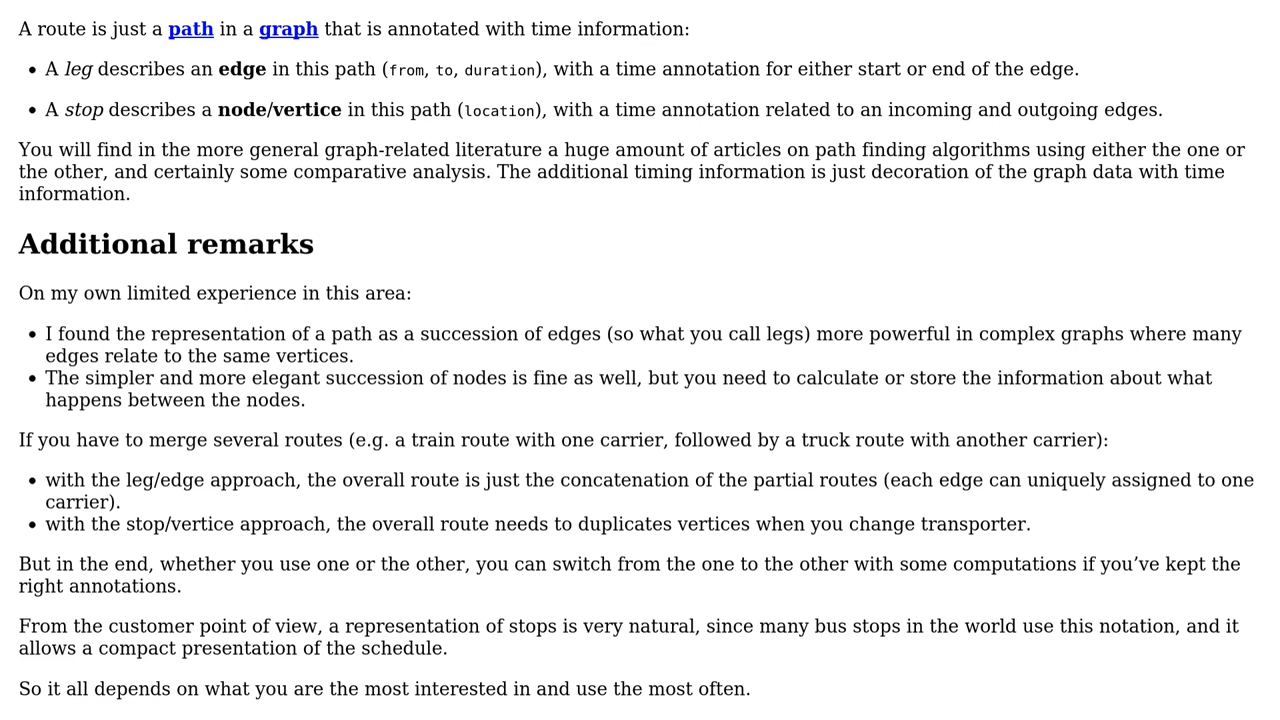 A route is just a path in a graph that is annotated with time information:
• A leg describes an edge in this path (from, to, duration), with a time annotation for either start or end of the edge.
• A stop describes a node/vertice in this path (location), with a time annotation related to an incoming and outgoing edges.
You will find in the more general graph-related literature a huge amount of articles on path finding algorithms using either the one or
the other, and certainly some comparative analysis. The additional timing information is just decoration of the graph data with time
information.
Additional remarks
On my own limited experience in this area:
• I found the representation of a path as a succession of edges (so what you call legs) more powerful in complex graphs where many
edges relate to the same vertices.
• The simpler and more elegant succession of nodes is fine as well, but you need to calculate or store the information about what
happens between the nodes.
If you have to merge several routes (e.g. a train route with one carrier, followed by a truck route with another carrier):
• with the leg/edge approach, the overall route is just the concatenation of the partial routes (each edge can uniquely assigned to one
carrier).
• with the stop/vertice approach, the overall route needs to duplicates vertices when you change transporter.
But in the end, whether you use one or the other, you can switch from the one to the other with some computations if you’ve kept the
right annotations.
From the customer point of view, a representation of stops is very natural, since many bus stops in the world use this notation, and it
allows a compact presentation of the schedule.
So it all depends on what you are the most interested in and use the most often.